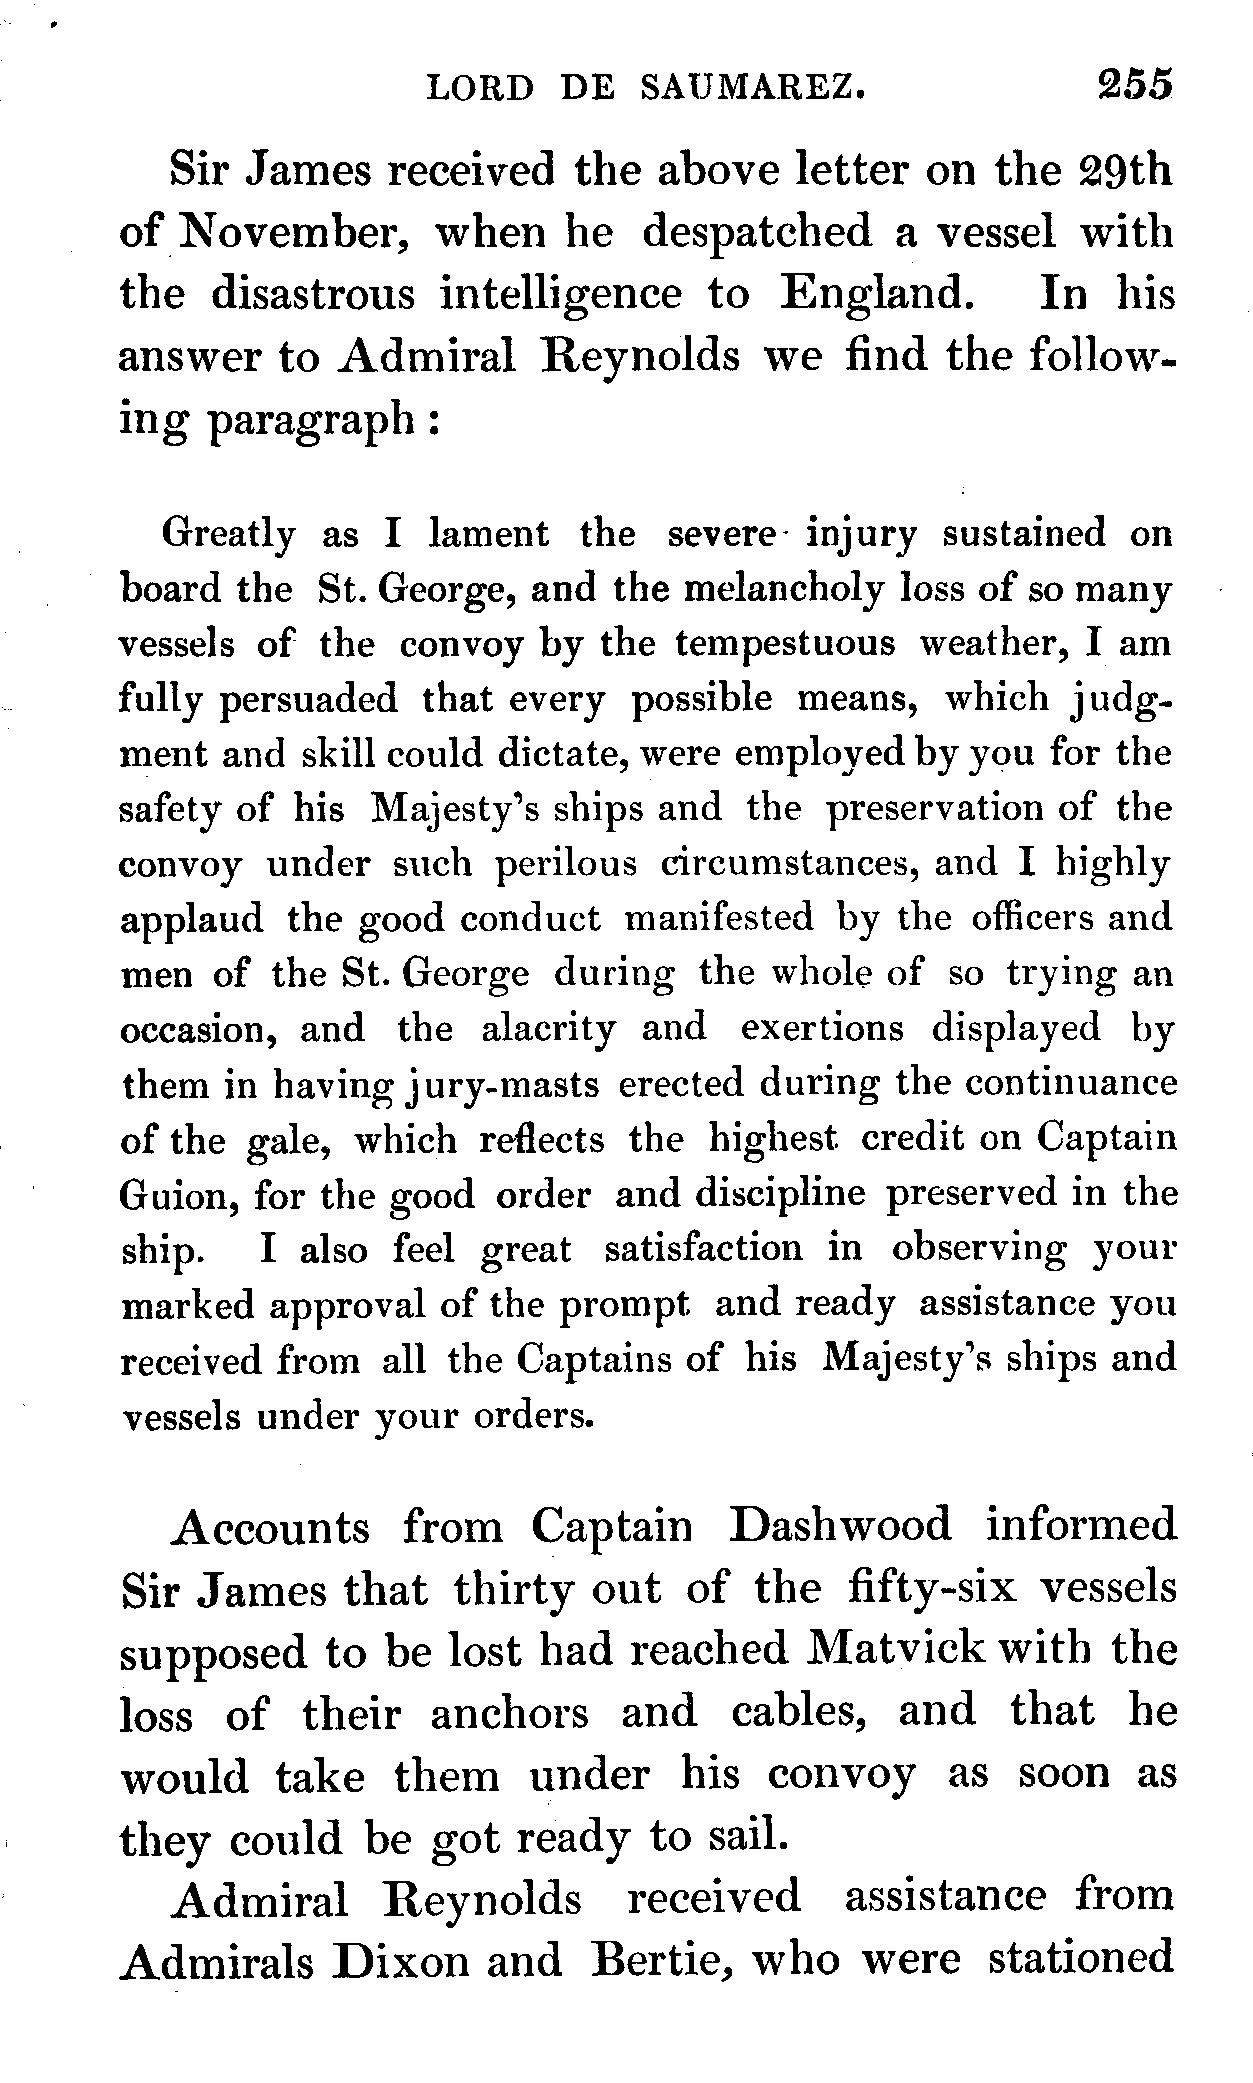 LORD DE SAUMAREZ. 255
Sir James received the above letter on the 29th
of November, when he despatched a vessel with
the disastrous intelligence to England. In his
answer to Admiral Reynolds we find the follow-
ing paragraph :
Greatly as I lament the severe injury sustained on
board the St. George, and the melancholy loss of so many
vessels of the convoy by the tempestuous weather, I am
fully persuaded that every possible means, which judg-
ment and skill could dictate, were employed by you for the
safety of his Majesty's ships and the preservation of the
convoy under such perilous circumstances, and I highly
applaud the good conduct manifested by the officers and
men of the St. George during the whole of so trying an
occasion, and the alacrity and exertions displayed by
them in having jury-masts erected during the continuance
of the gale, which reflects the highest credit on Captain
Guion, for the good order and discipline preserved in the
ship. I also feel great satisfaction in observing your
marked approval of the prompt and ready assistance you
received from all the Captains of his Majesty's ships and
vessels under your orders.
Accounts from Captain Dashwood informed
Sir James that thirty out of the fifty-six vessels
supposed to be lost had reached Matvick with the
loss of their anchors and cables, and that he
would take them under his convoy as soon as
they could be got ready to sail.
Admiral Reynolds received assistance from
Admirals Dixon and Bertie, who were stationed